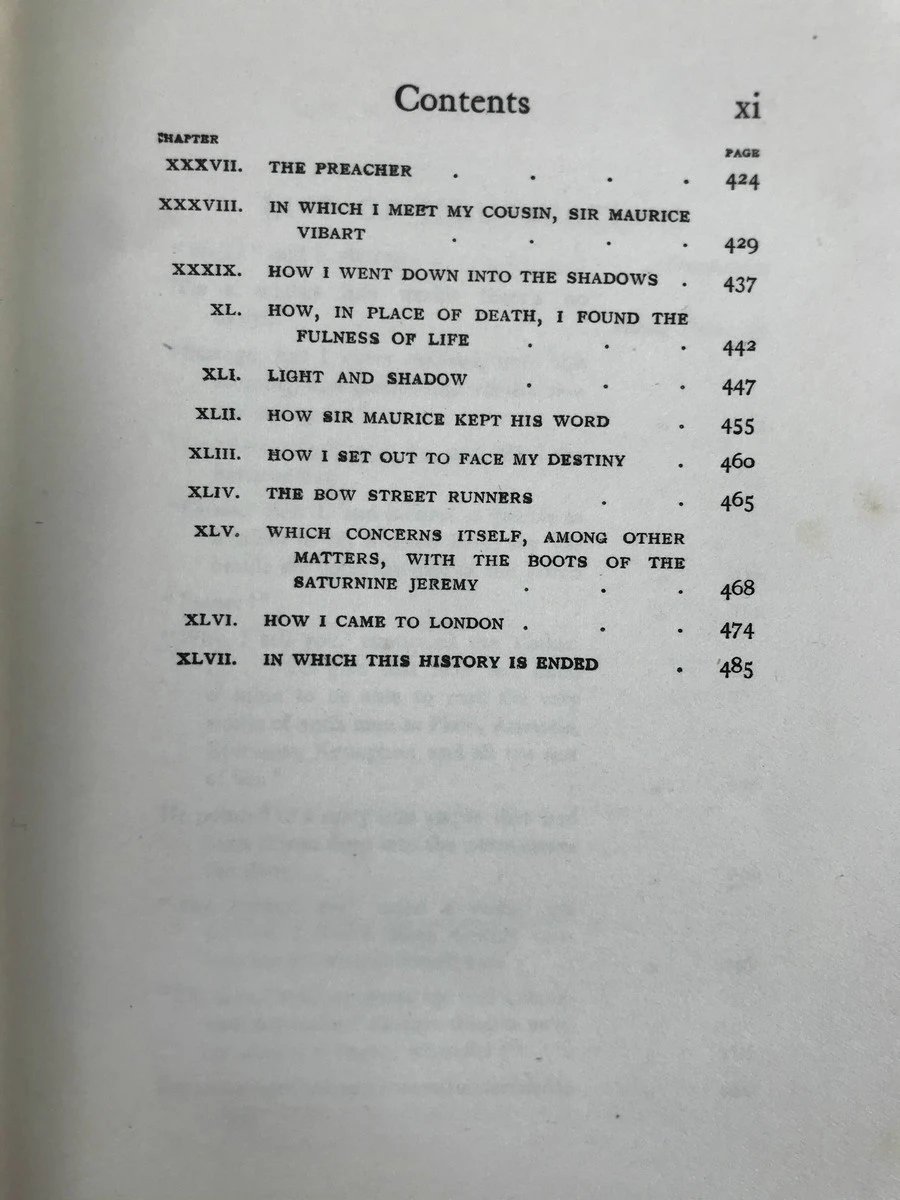 Contents xi
CHAPTER PAGE
XXXVII. THE PREACHER . . . . 424
XXXVIII. IN WHICH I MEET MY COUSIN, SIR MAURICE
VIBART . . . . 429
XXXIX. HOW I WENT DOWN INTO THE SHADOWS . 437
XL. HOW, IN PLACE OF DEATH, I FOUND THE
FULNESS OF LIFE . . . 442
XLI. LIGHT AND SHADOW . . . 447
XLII. HOW SIR MAURICE KEPT HIS WORD . 455
XLIII. HOW I SET OUT TO FACE MY DESTINY . 460
XLIV. THE BOW STREET RUNNERS . . 465
XLV. WHICH CONCERNS ITSELF, AMONG OTHER
MATTERS, WITH THE BOOTS OF THE
SATURNINE JEREMY . . . 468
XLVI. HOW I CAME TO LONDON . . . 474
XLVII. IN WHICH THIS HISTORY IS ENDED . 485